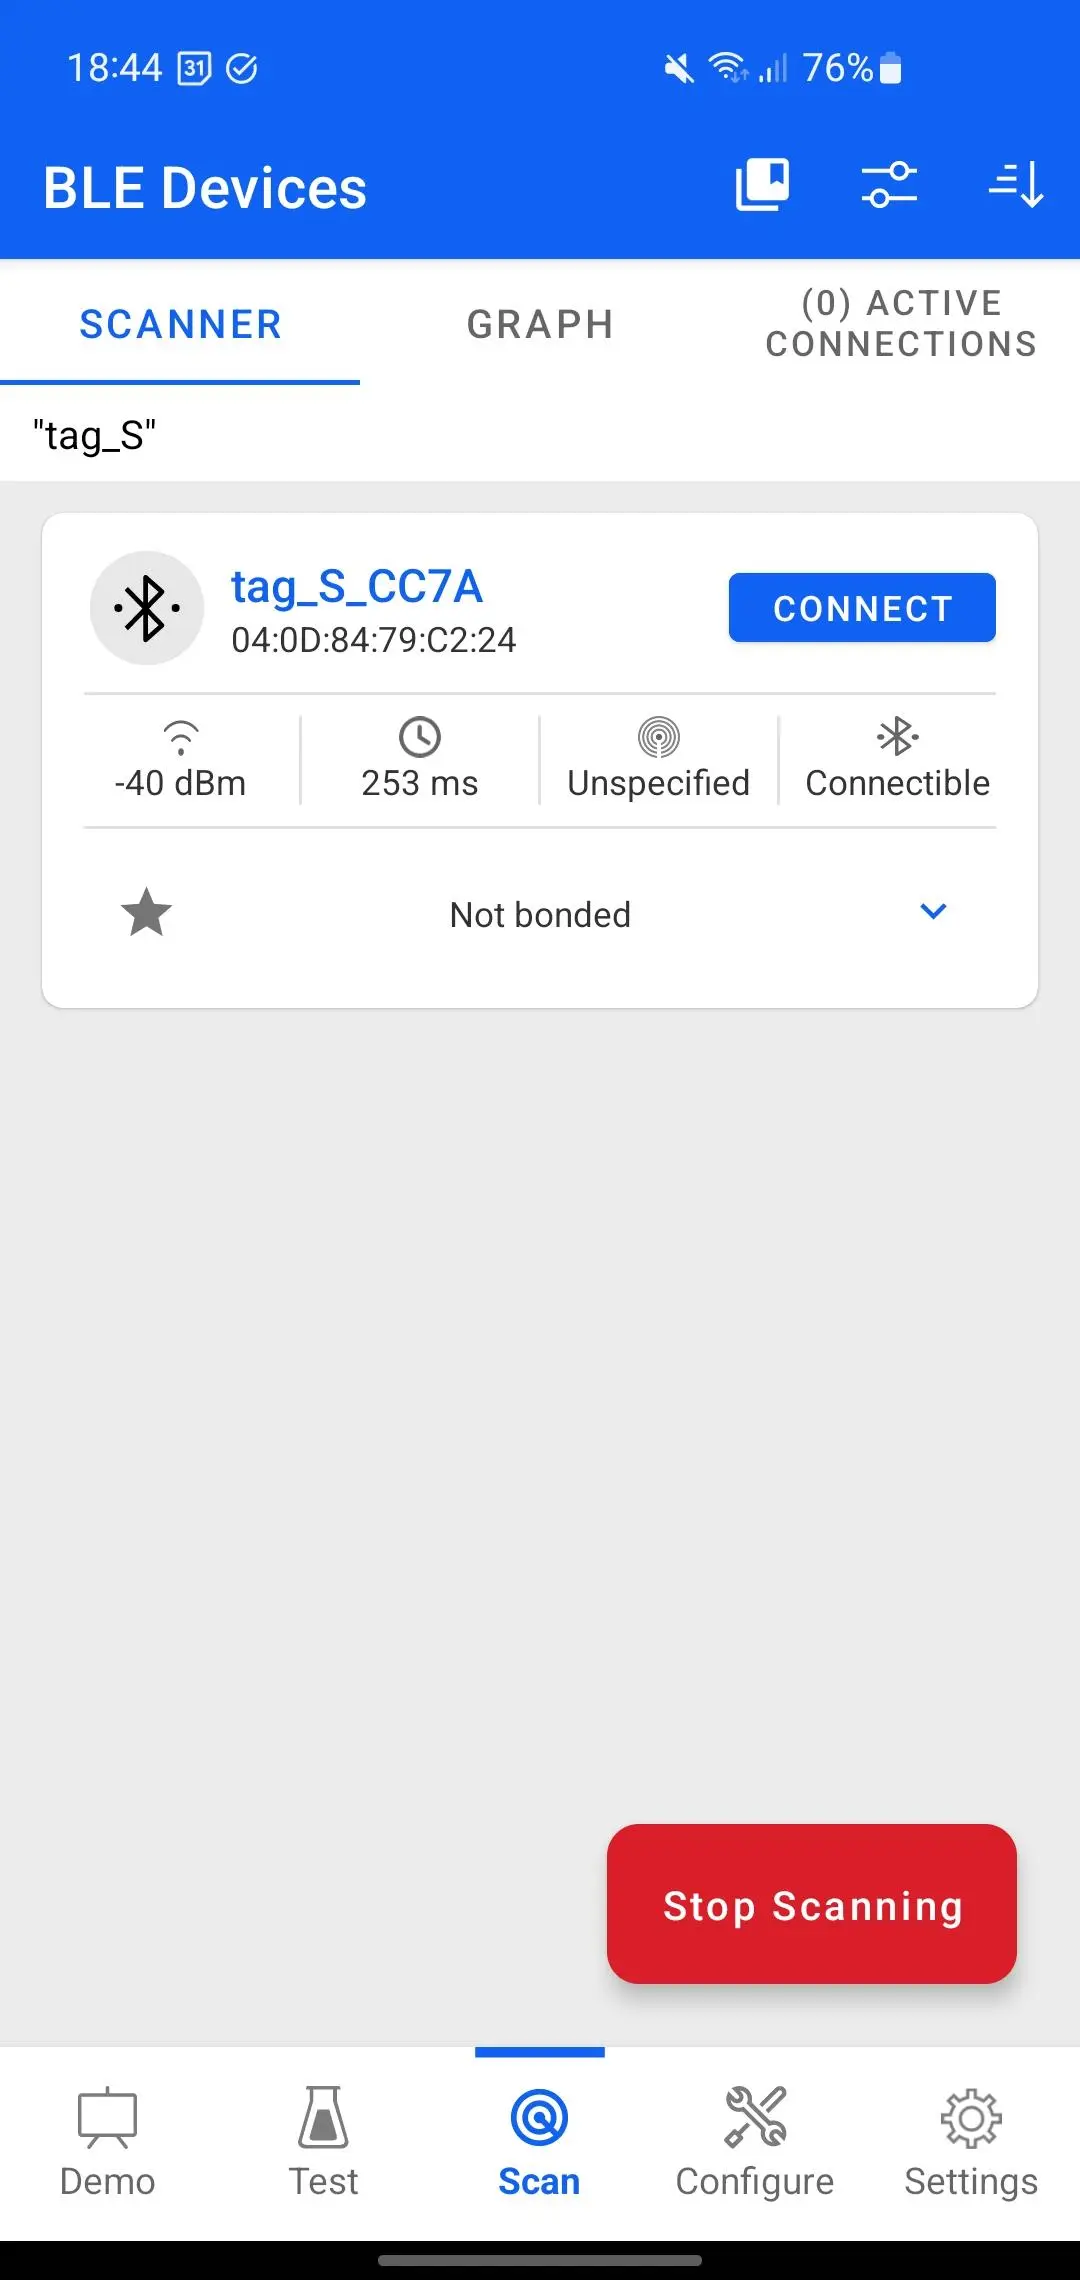 18:44 31 76%
BLE Devices
SCANNER GRAPH (0) ACTIVE CONNECTIONS
"tag_S"
tag_S_CC7A
04:0D:84:79:C2:24
CONNECT
-40 dBm 253 ms Unspecified Connectible
Not bonded
Stop Scanning
Demo Test Scan Configure Settings